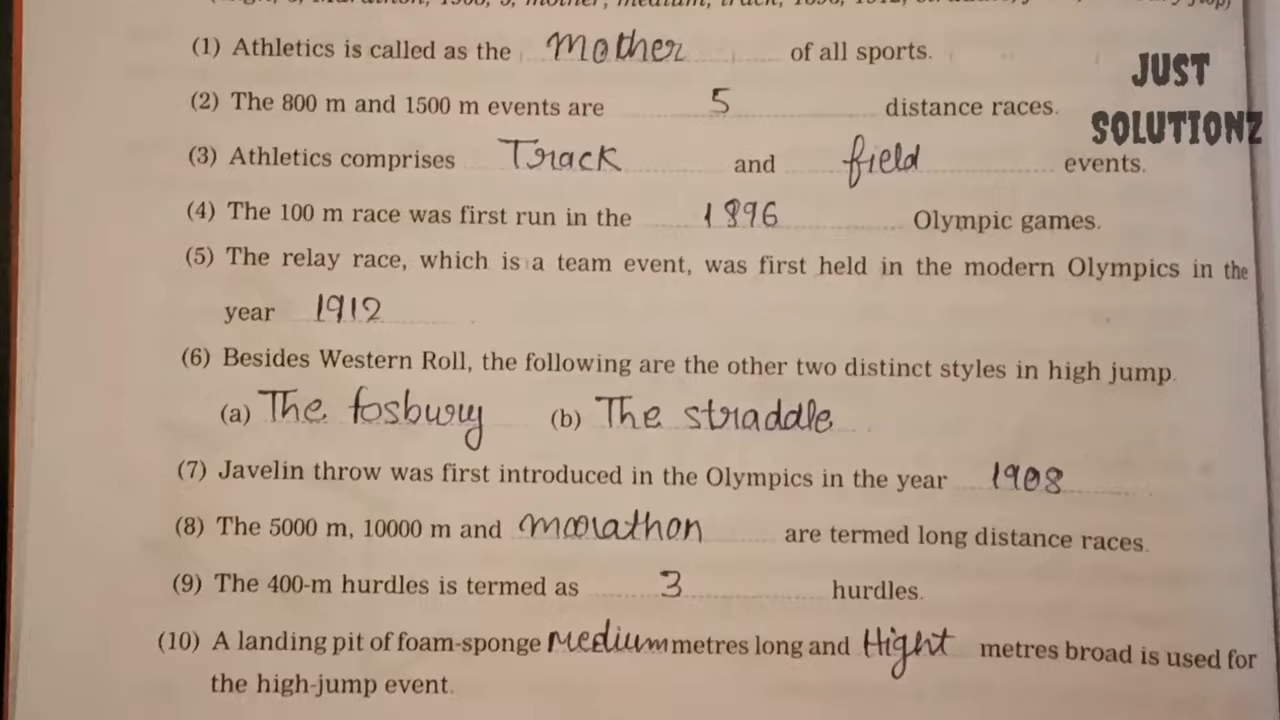 (1) Athletics is called as the Mother of all sports.
JUST
(2) The 800 m and 1500 m events are 5 distance races.
SOLUTIONZ
(3) Athletics comprises Track and field events.
(4) The 100 m race was first run in the 1896 Olympic games.
(5) The relay race, which is a team event, was first held in the modern Olympics in the
year 1912
(6) Besides Western Roll, the following are the other two distinct styles in high jump.
(a) The fosbury (b) The straddle
(7) Javelin throw was first introduced in the Olympics in the year 1908
(8) The 5000 m, 10000 m and marathon are termed long distance races.
(9) The 400-m hurdles is termed as 3 hurdles.
(10) A landing pit of foam-sponge Medium metres long and Hight metres broad is used for
the high-jump event.